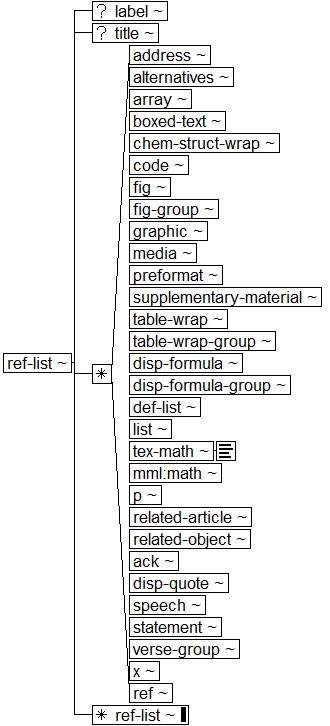 ? label ~
? title ~
address ~
alternatives ~
array ~
boxed-text ~
chem-struct-wrap ~
code ~
fig ~
fig-group ~
graphic ~
media ~
preformat ~
supplementary-material ~
table-wrap ~
table-wrap-group ~
ref-list ~
*
disp-formula ~
disp-formula-group ~
def-list ~
list ~
tex-math ~
mml:math ~
p ~
related-article ~
related-object ~
ack ~
disp-quote ~
speech ~
statement ~
verse-group ~
x ~
ref ~
* ref-list ~